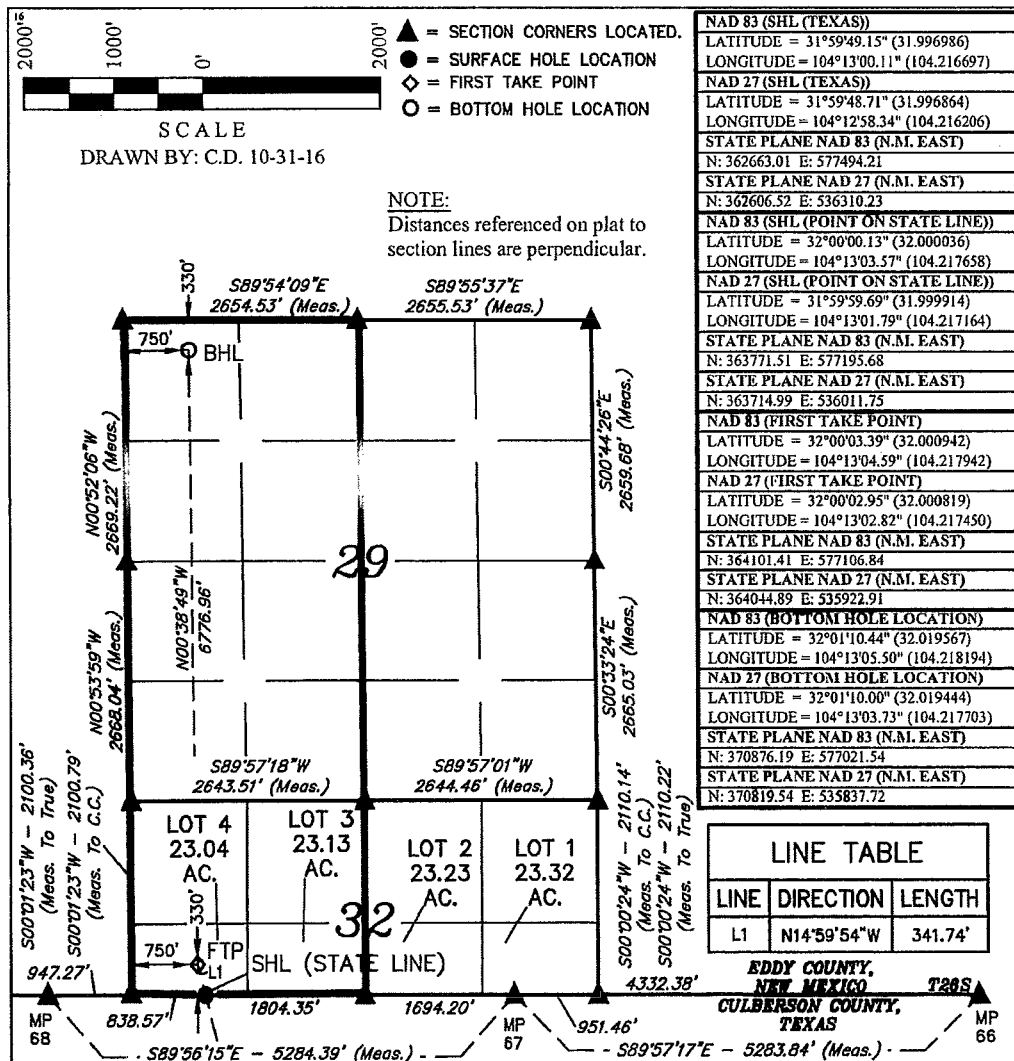 16
2000'
1000'
0'
2000'
SCALE
DRAWN BY: C.D. 10-31-16
= SECTION CORNERS LOCATED.
= SURFACE HOLE LOCATION
= FIRST TAKE POINT
= BOTTOM HOLE LOCATION
NOTE:
Distances referenced on plat to
section lines are perpendicular.
S89°54'09"E
2654.53' (Meas.)
S89°55'37"E
2655.53' (Meas.)
330'
750'
BHL
N00°52'06"W
2669.22' (Meas.)
S00°44'26"E
2659.68' (Meas.)
29
N00°38'49"W
6776.96'
N00°53'59"W
2668.04' (Meas.)
S00°33'24"E
2665.03' (Meas.)
S89°57'18"W
2643.51' (Meas.)
S89°57'01"W
2644.46' (Meas.)
S00°01'23"W - 2100.36'
(Meas. To True)
S00°01'23"W - 2100.79'
(Meas. To C.C.)
LOT 4
23.04
AC.
LOT 3
23.13
AC.
LOT 2
23.23
AC.
LOT 1
23.32
AC.
S00°00'24"W - 2110.14'
(Meas. To C.C.)
S00°00'24"W - 2110.22'
(Meas. To True)
32
330'
750'
FTP
L1
SHL (STATE LINE)
947.27'
838.57'
1804.35'
1694.20'
951.46'
4332.38'
MP
68
MP
67
MP
66
S89°56'15"E - 5284.39' (Meas.)
S89°57'17"E - 5283.84' (Meas.)
EDDY COUNTY,
NEW MEXICO
T26S
CULBERSON COUNTY,
TEXAS
NAD 83 (SHL (TEXAS))
LATITUDE = 31°59'49.15" (31.996986)
LONGITUDE = 104°13'00.11" (104.216697)
NAD 27 (SHL (TEXAS))
LATITUDE = 31°59'48.71" (31.996864)
LONGITUDE = 104°12'58.34" (104.216206)
STATE PLANE NAD 83 (N.M. EAST)
N: 362663.01 E: 577494.21
STATE PLANE NAD 27 (N.M. EAST)
N: 362606.52 E: 536310.23
NAD 83 (SHL (POINT ON STATE LINE))
LATITUDE = 32°00'00.13" (32.000036)
LONGITUDE = 104°13'03.57" (104.217658)
NAD 27 (SHL (POINT ON STATE LINE))
LATITUDE = 31°59'59.69" (31.999914)
LONGITUDE = 104°13'01.79" (104.217164)
STATE PLANE NAD 83 (N.M. EAST)
N: 363771.51 E: 577195.68
STATE PLANE NAD 27 (N.M. EAST)
N: 363714.99 E: 536011.75
NAD 83 (FIRST TAKE POINT)
LATITUDE = 32°00'03.39" (32.000942)
LONGITUDE = 104°13'04.59" (104.217942)
NAD 27 (FIRST TAKE POINT)
LATITUDE = 32°00'02.95" (32.000819)
LONGITUDE = 104°13'02.82" (104.217450)
STATE PLANE NAD 83 (N.M. EAST)
N: 364101.41 E: 577106.84
STATE PLANE NAD 27 (N.M. EAST)
N: 364044.89 E: 535922.91
NAD 83 (BOTTOM HOLE LOCATION)
LATITUDE = 32°01'10.44" (32.019567)
LONGITUDE = 104°13'05.50" (104.218194)
NAD 27 (BOTTOM HOLE LOCATION)
LATITUDE = 32°01'10.00" (32.019444)
LONGITUDE = 104°13'03.73" (104.217703)
STATE PLANE NAD 83 (N.M. EAST)
N: 370876.19 E: 577021.54
STATE PLANE NAD 27 (N.M. EAST)
N: 370819.54 E: 535837.72
LINE TABLE
LINE DIRECTION LENGTH
L1 N14°59'54"W 341.74'